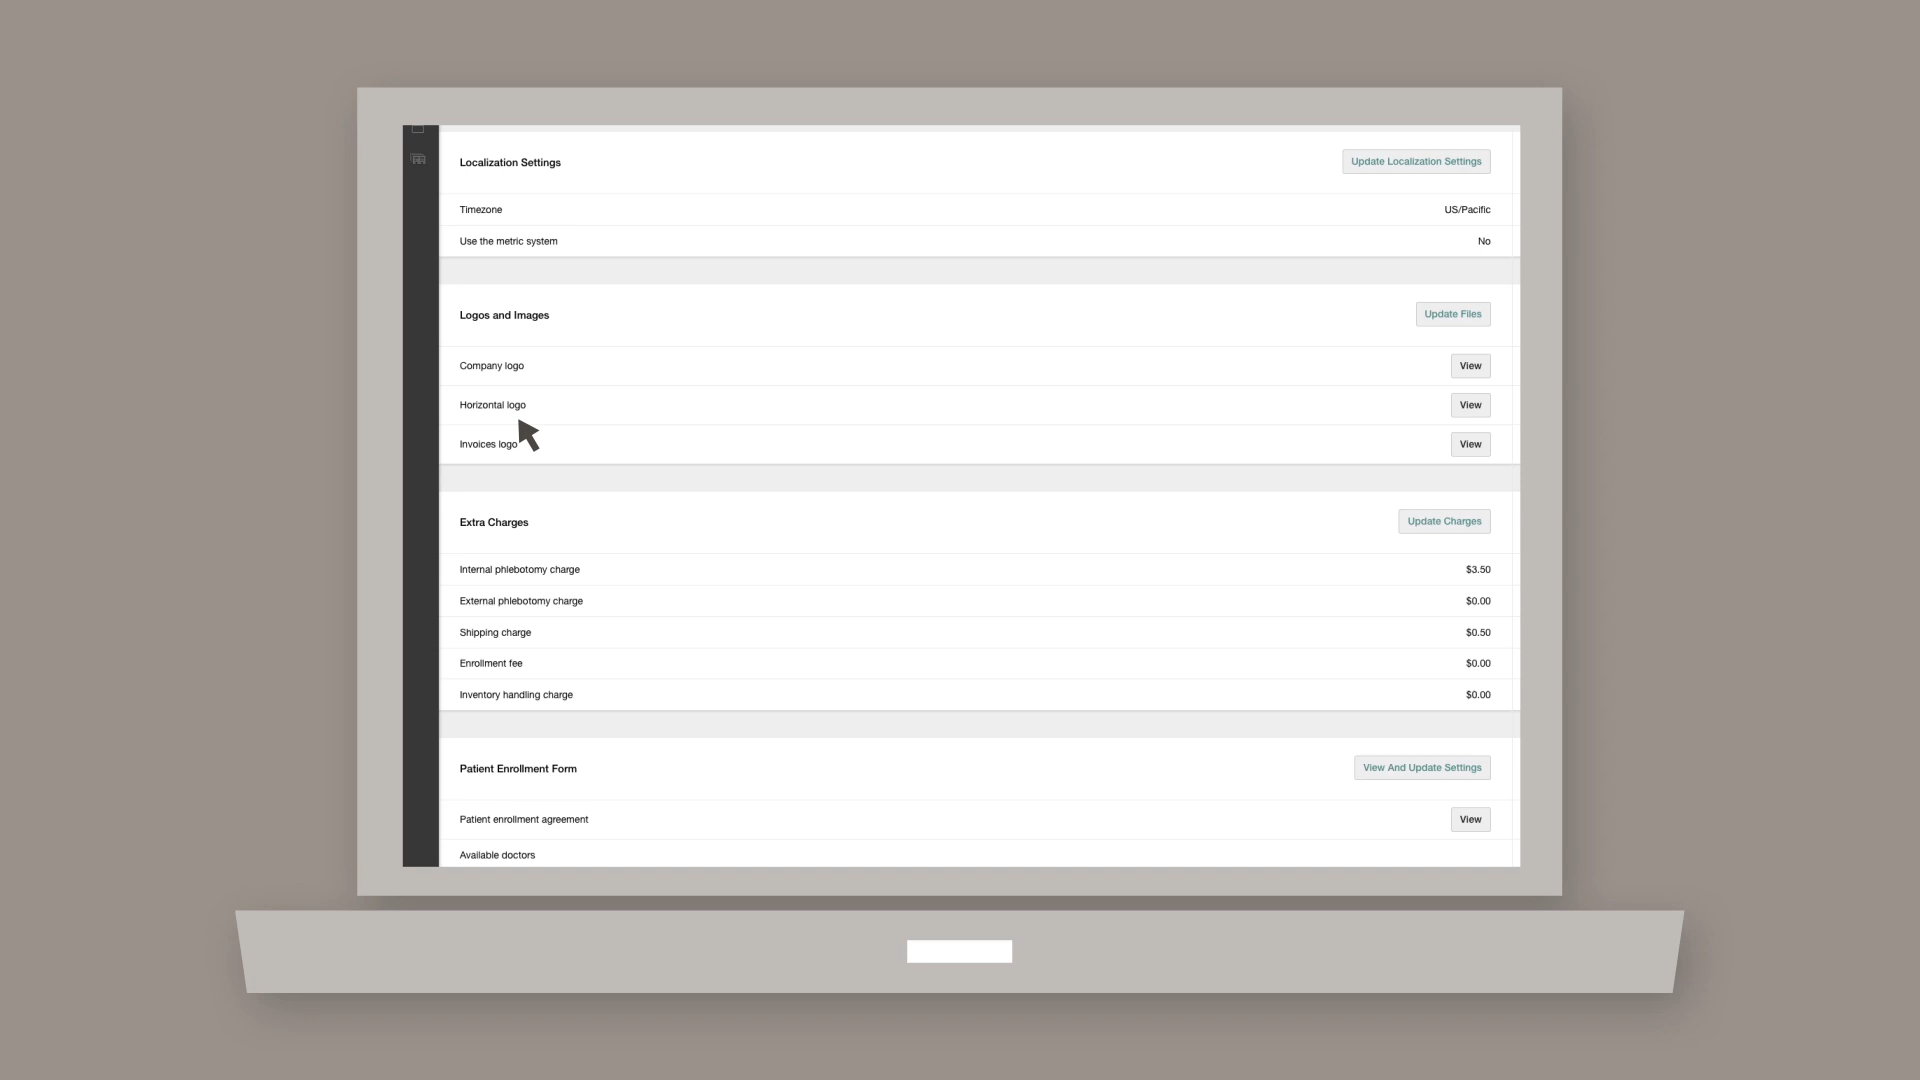 Localization Settings
Update Localization Settings
Timezone
US/Pacific
Use the metric system
No
Logos and Images
Update Files
Company logo
View
Horizontal logo
View
Invoices logo
View
Extra Charges
Update Charges
Internal phlebotomy charge
$3.50
External phlebotomy charge
$0.00
Shipping charge
$0.50
Enrollment fee
$0.00
Inventory handling charge
$0.00
Patient Enrollment Form
View And Update Settings
Patient enrollment agreement
View
Available doctors